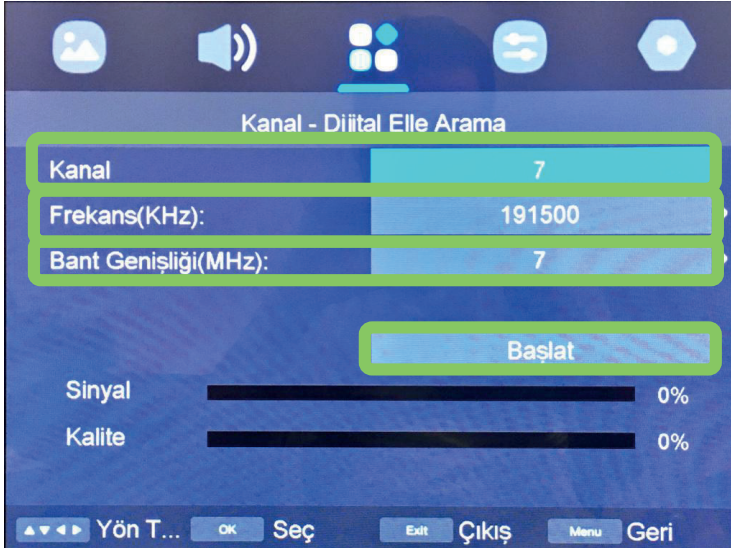 Kanal - Dijital Elle Arama
Kanal 7
Frekans(KHz): 191500
Bant Genişliği(MHz): 7
Başlat
Sinyal 0%
Kalite 0%
Yön T... OK Seç Exit Çıkış Menu Geri